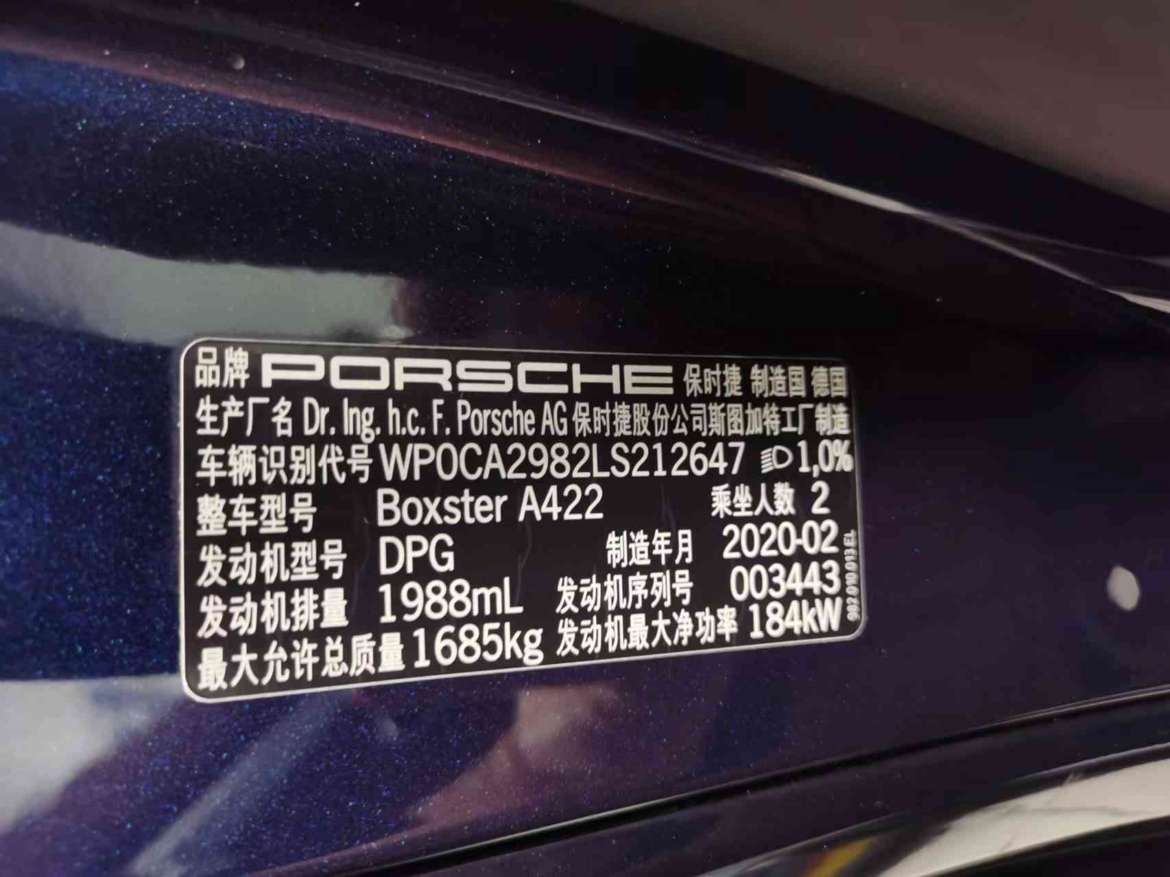 品牌 PORSCHE 保时捷 制造国 德国
生产厂名 Dr. Ing. h.c. F. Porsche AG 保时捷股份公司斯图加特工厂制造
车辆识别代号 WP0CA2982LS212647 1,0%
整车型号 Boxster A422 乘坐人数 2
发动机型号 DPG 制造年月 2020-02
发动机排量 1988mL 发动机序列号 003443
最大允许总质量 1685kg 发动机最大净功率 184kW
982.010.013.EL